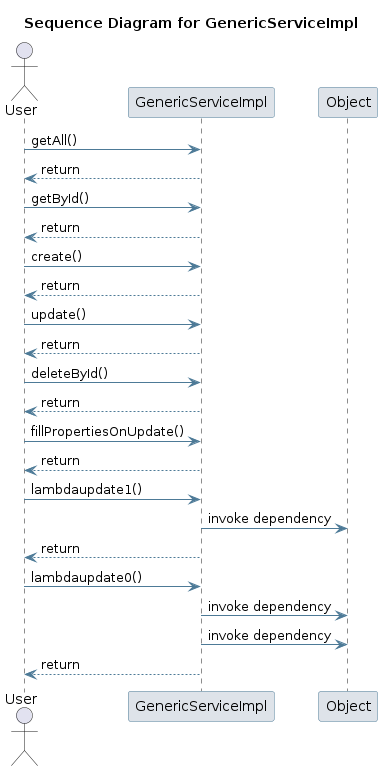 Sequence Diagram for GenericServiceImpl
User
GenericServiceImpl
Object
getAll()
return
getById()
return
create()
return
update()
return
deleteById()
return
fillPropertiesOnUpdate()
return
lambdaupdate1()
invoke dependency
return
lambdaupdate0()
invoke dependency
invoke dependency
return
User
GenericServiceImpl
Object